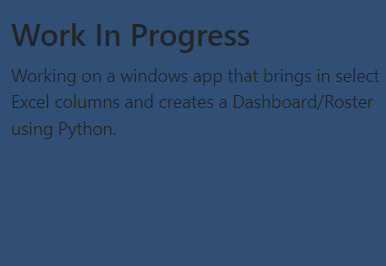 Work In Progress
Working on a windows app that brings in select
Excel columns and creates a Dashboard/Roster
using Python.